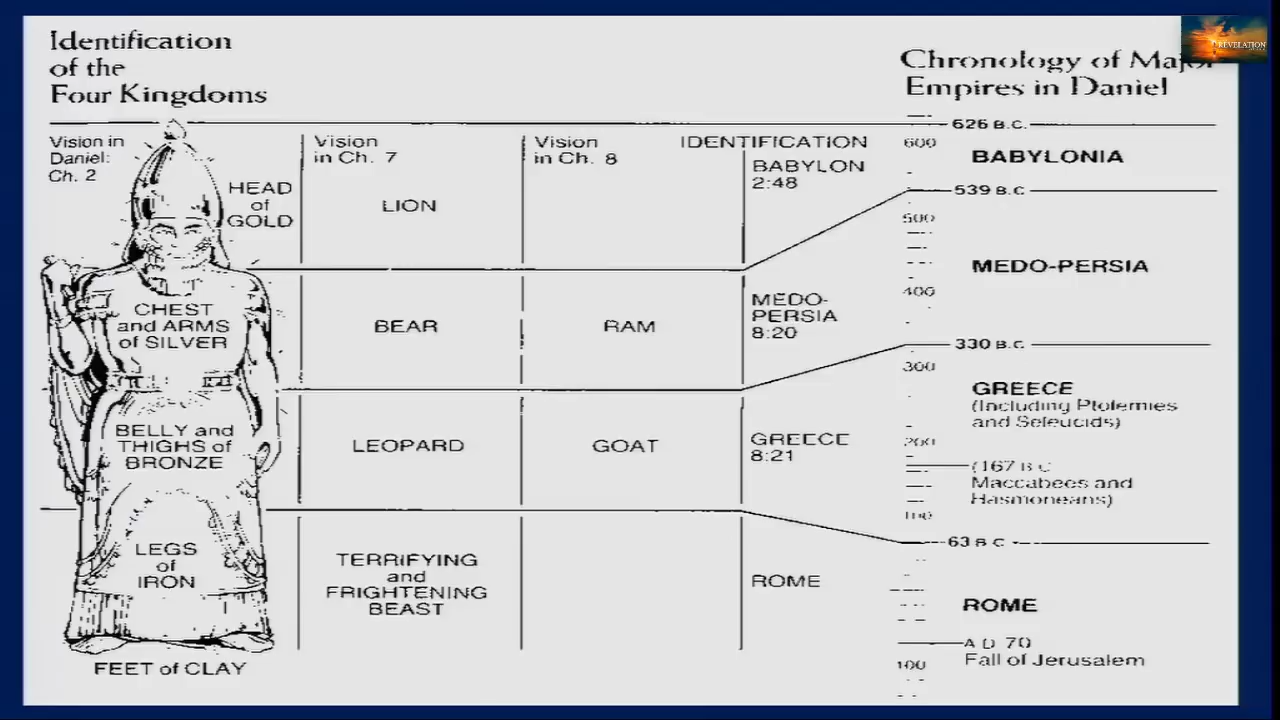 Identification
of the
Four Kingdoms
Chronology of Major
Empires in Daniel
REVELATION
Vision in
Daniel:
Ch. 2
Vision
in Ch. 7
Vision
in Ch. 8
IDENTIFICATION
HEAD
of
GOLD
LION
BABYLON
2:48
CHEST
and ARMS
of SILVER
BEAR
RAM
MEDO-
PERSIA
8:20
BELLY and
THIGHS of
BRONZE
LEOPARD
GOAT
GREECE
8:21
LEGS
of
IRON
TERRIFYING
and
FRIGHTENING
BEAST
ROME
FEET of CLAY
626 B.C.
600
BABYLONIA
539 B.C
500
MEDO-PERSIA
400
330 B.C
300
GREECE
(Including Ptolemies
and Seleucids)
200
(167 B C
Maccabees and
Hasmoneans)
100
63 B C
ROME
A D 70
Fall of Jerusalem
100